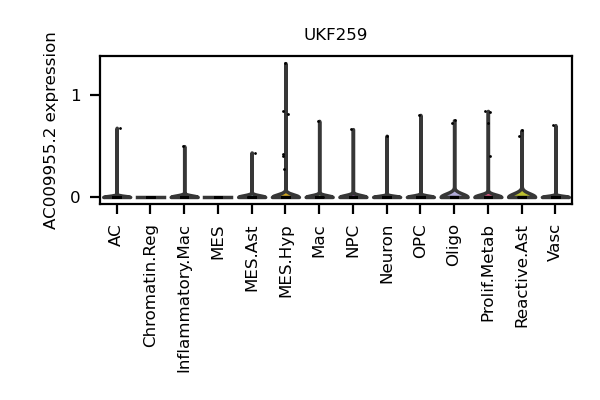 UKF259
AC009955.2 expression
1
0
AC
Chromatin.Reg
Inflammatory.Mac
MES
MES.Ast
MES.Hyp
Mac
NPC
Neuron
OPC
Oligo
Prolif.Metab
Reactive.Ast
Vasc